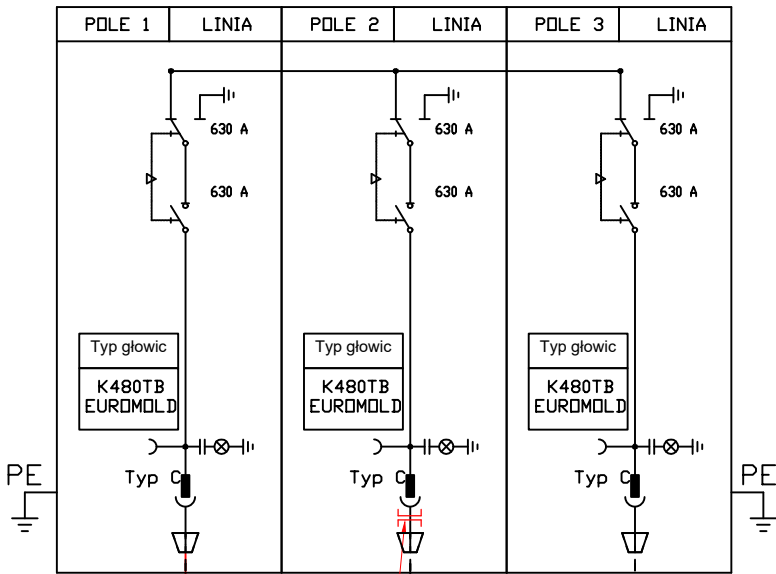 POLE 1 LINIA POLE 2 LINIA POLE 3 LINIA
630 A 630 A 630 A
630 A 630 A 630 A
Typ głowic Typ głowic Typ głowic
K480TB K480TB K480TB
EUROMOLD EUROMOLD EUROMOLD
PE Typ C Typ C Typ C PE